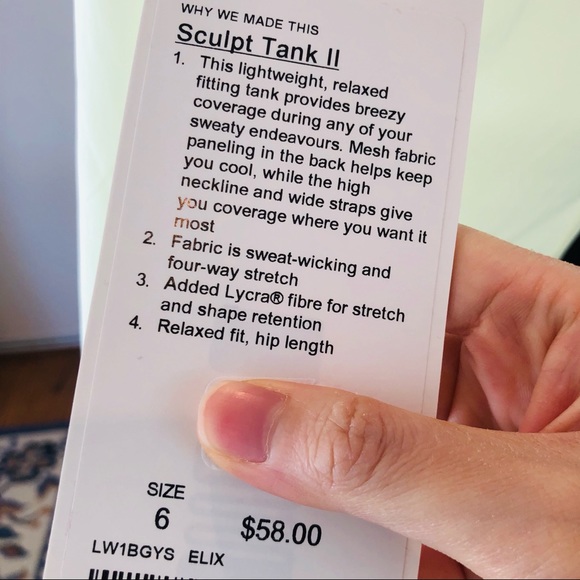 WHY WE MADE THIS
Sculpt Tank II
1. This lightweight, relaxed
fitting tank provides breezy
coverage during any of your
sweaty endeavours. Mesh fabric
paneling in the back helps keep
you cool, while the high
neckline and wide straps give
you coverage where you want it
most
2. Fabric is sweat-wicking and
four-way stretch
3. Added Lycra® fibre for stretch
and shape retention
4. Relaxed fit, hip length
SIZE
6
$58.00
LW1BGYS ELIX